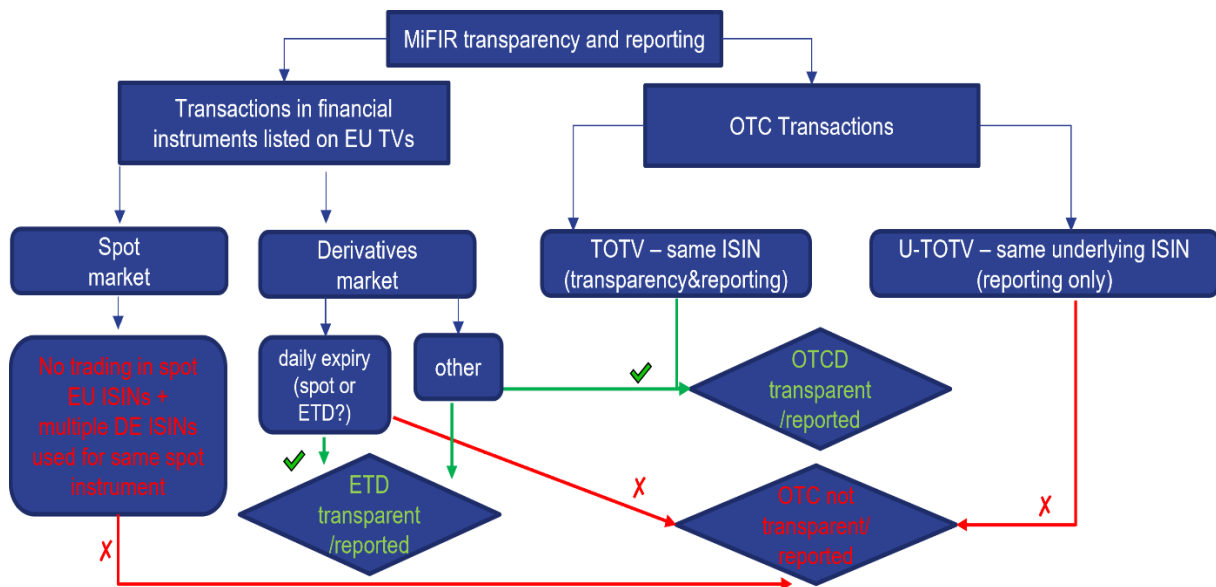 MiFIR transparency and reporting
Transactions in financial
instruments listed on EU TVs
OTC Transactions
Spot
market
Derivatives
market
TOTV – same ISIN
(transparency&reporting)
U-TOTV – same underlying ISIN
(reporting only)
No trading in spot
EU ISINs +
multiple DE ISINs
used for same spot
instrument
daily expiry
(spot or
ETD?)
other
OTCD
transparent
/reported
ETD
transparent
/reported
OTC not
transparent/
reported